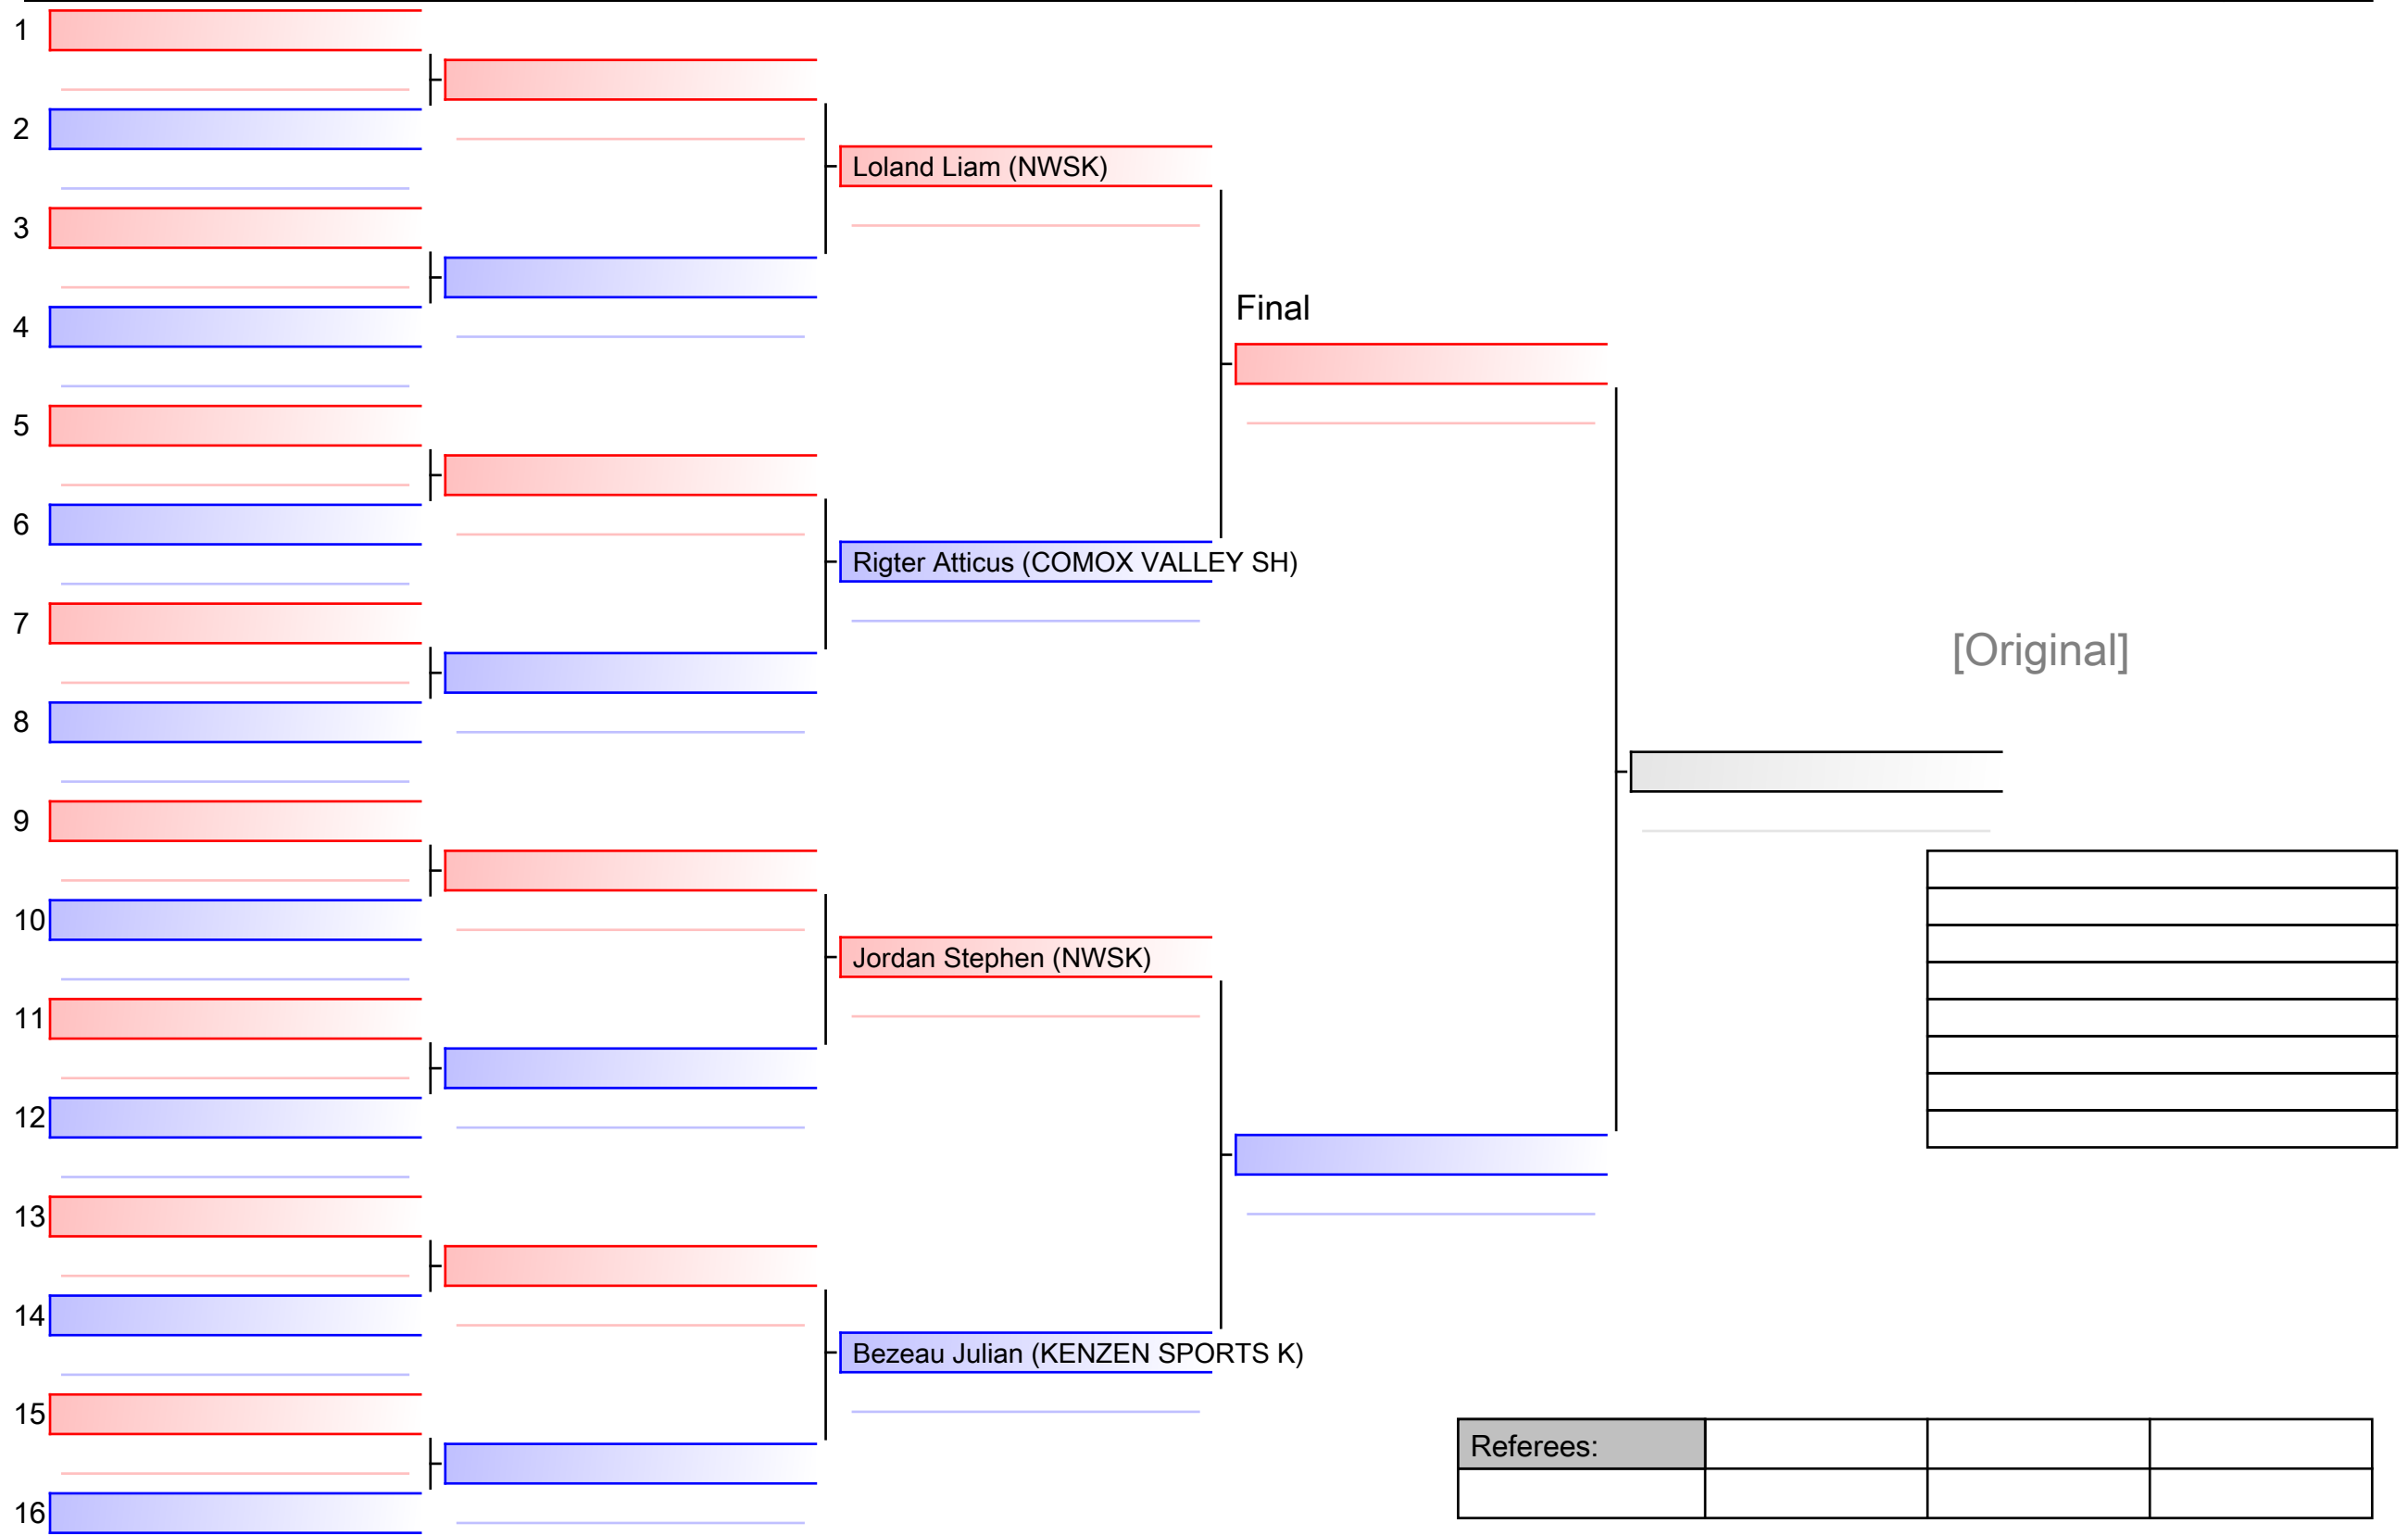 1
2
Loland Liam (NWSK)
3
Final
4
5
6
Rigter Atticus (COMOX VALLEY SH)
7
[Original]
8
9
10
Jordan Stephen (NWSK)
11
12
13
14
Bezeau Julian (KENZEN SPORTS K)
15
Referees:
16